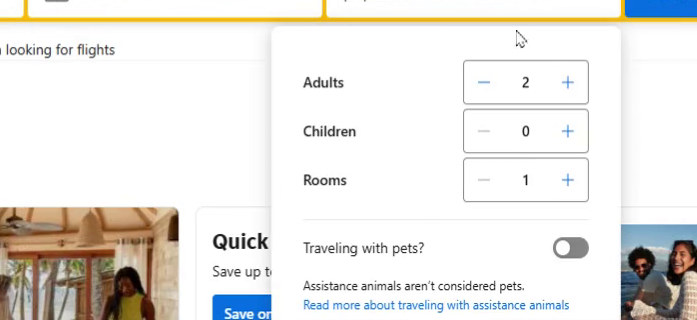 looking for flights
Adults
2
Children
0
Rooms
1
Quick
Traveling with pets?
Save up
Assistance animals aren't considered pets.
Read more about traveling with assistance animals
Save